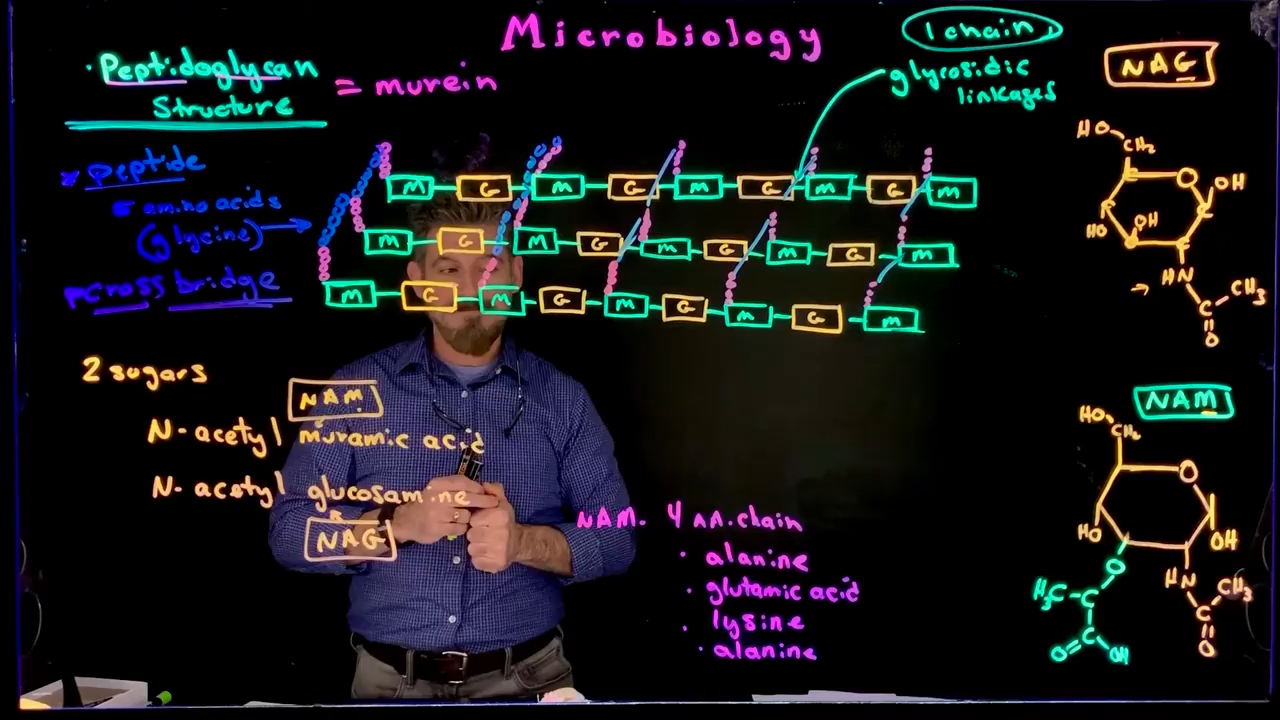 Microbiology
1 chain
glycosidic
linkages
· Peptidoglycan
Structure
= murein
* Peptide
5 amino acids
(glycine) →
cross bridge
M G M G M G M G M
M G M G M G M G M
M G M G M G M G M
2 sugars
NAM
N-acetyl muramic acid
N-acetyl glucosamine
NAG
NAM. 4 AA.chain
· alanine
· glutamic acid
· lysine
· alanine
NAG
HO
CH₂
O
OH
OH
HO
HN
→
CH₃
C
O
NAM
HO
CH₂
O
HO
OH
O
HN
CH₃
H₃C
C
C
C
O
OH
O